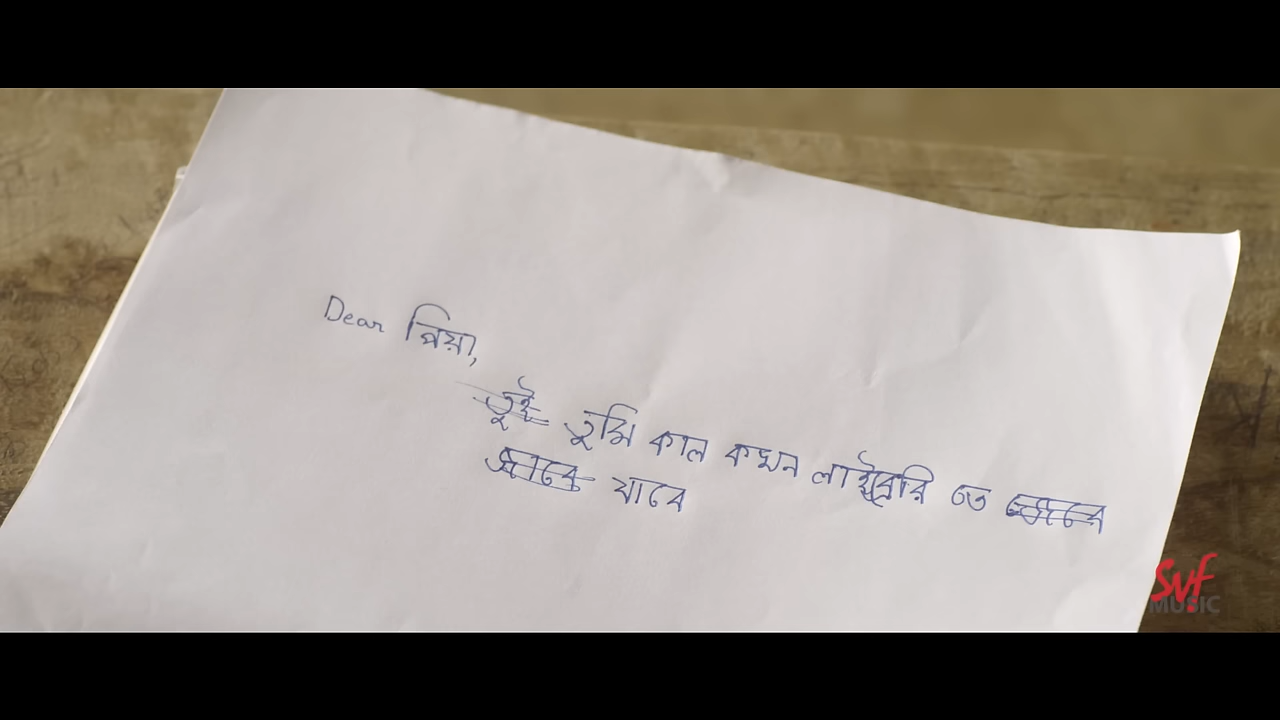 Dear প্রিয়া,
তুই তুমি কাল কখন লাইব্রেরি তে
যাবে
SVF
MUSIC